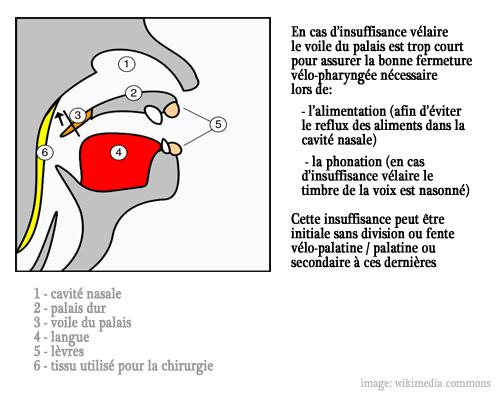 En cas d'insuffisance vélaire
le voile du palais est trop court
pour assurer la bonne fermeture
vélo-pharyngée nécessaire
lors de:
- l'alimentation (afin d'éviter
le reflux des aliments dans la
cavité nasale)
- la phonation (en cas
d'insuffisance vélaire le
timbre de la voix est nasonné)
Cette insuffisance peut être
initiale sans division ou fente
vélo-palatine / palatine ou
secondaire à ces dernières
1
2
3
5
4
6
1 - cavité nasale
2 - palais dur
3 - voile du palais
4 - langue
5 - lèvres
6 - tissu utilisé pour la chirurgie
image: wikimedia commons